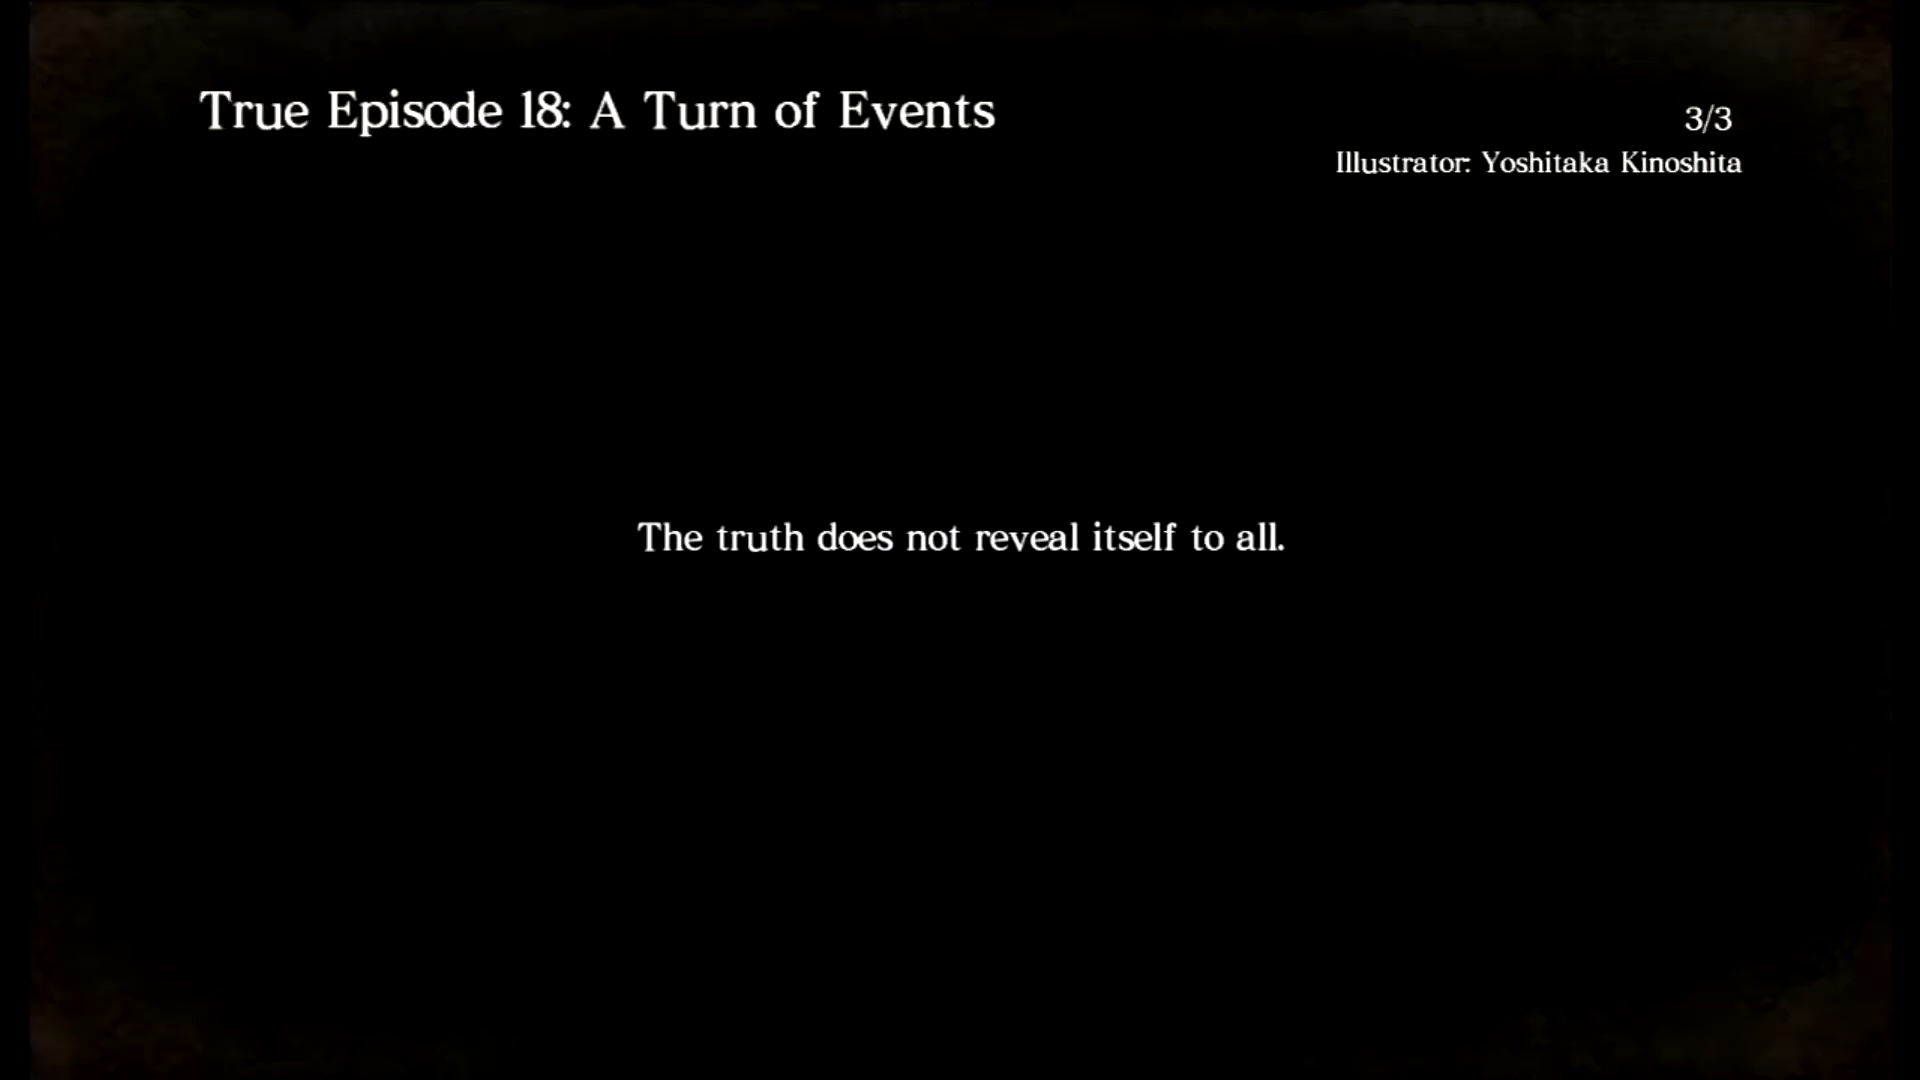 True Episode 18: A Turn of Events
3/3
Illustrator: Yoshitaka Kinoshita
The truth does not reveal itself to all.